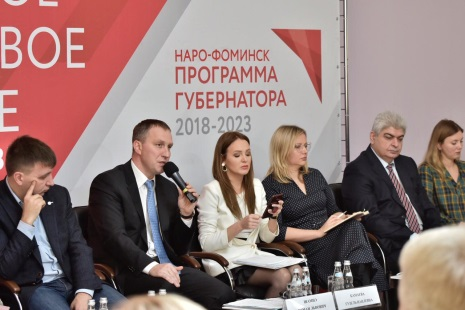 ОЕ
ВОЕ
Е
НАРО-ФОМИНСК
ПРОГРАММА
ГУБЕРНАТОРА
2018-2023